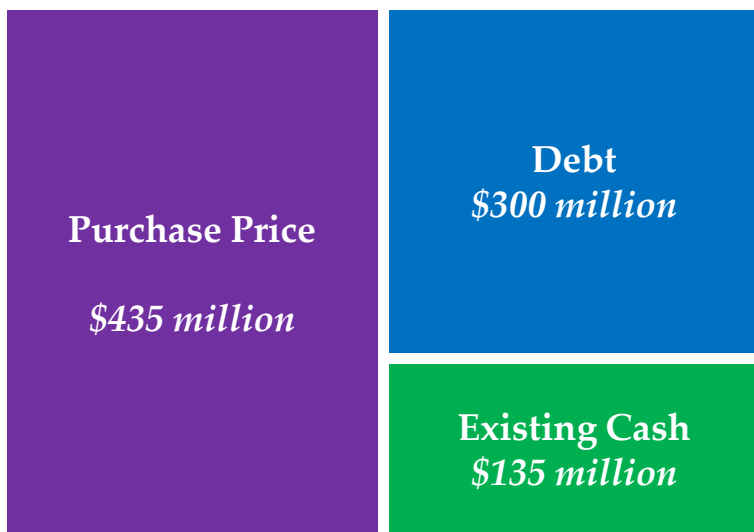 Purchase Price
$435 million
Debt
$300 million
Existing Cash
$135 million